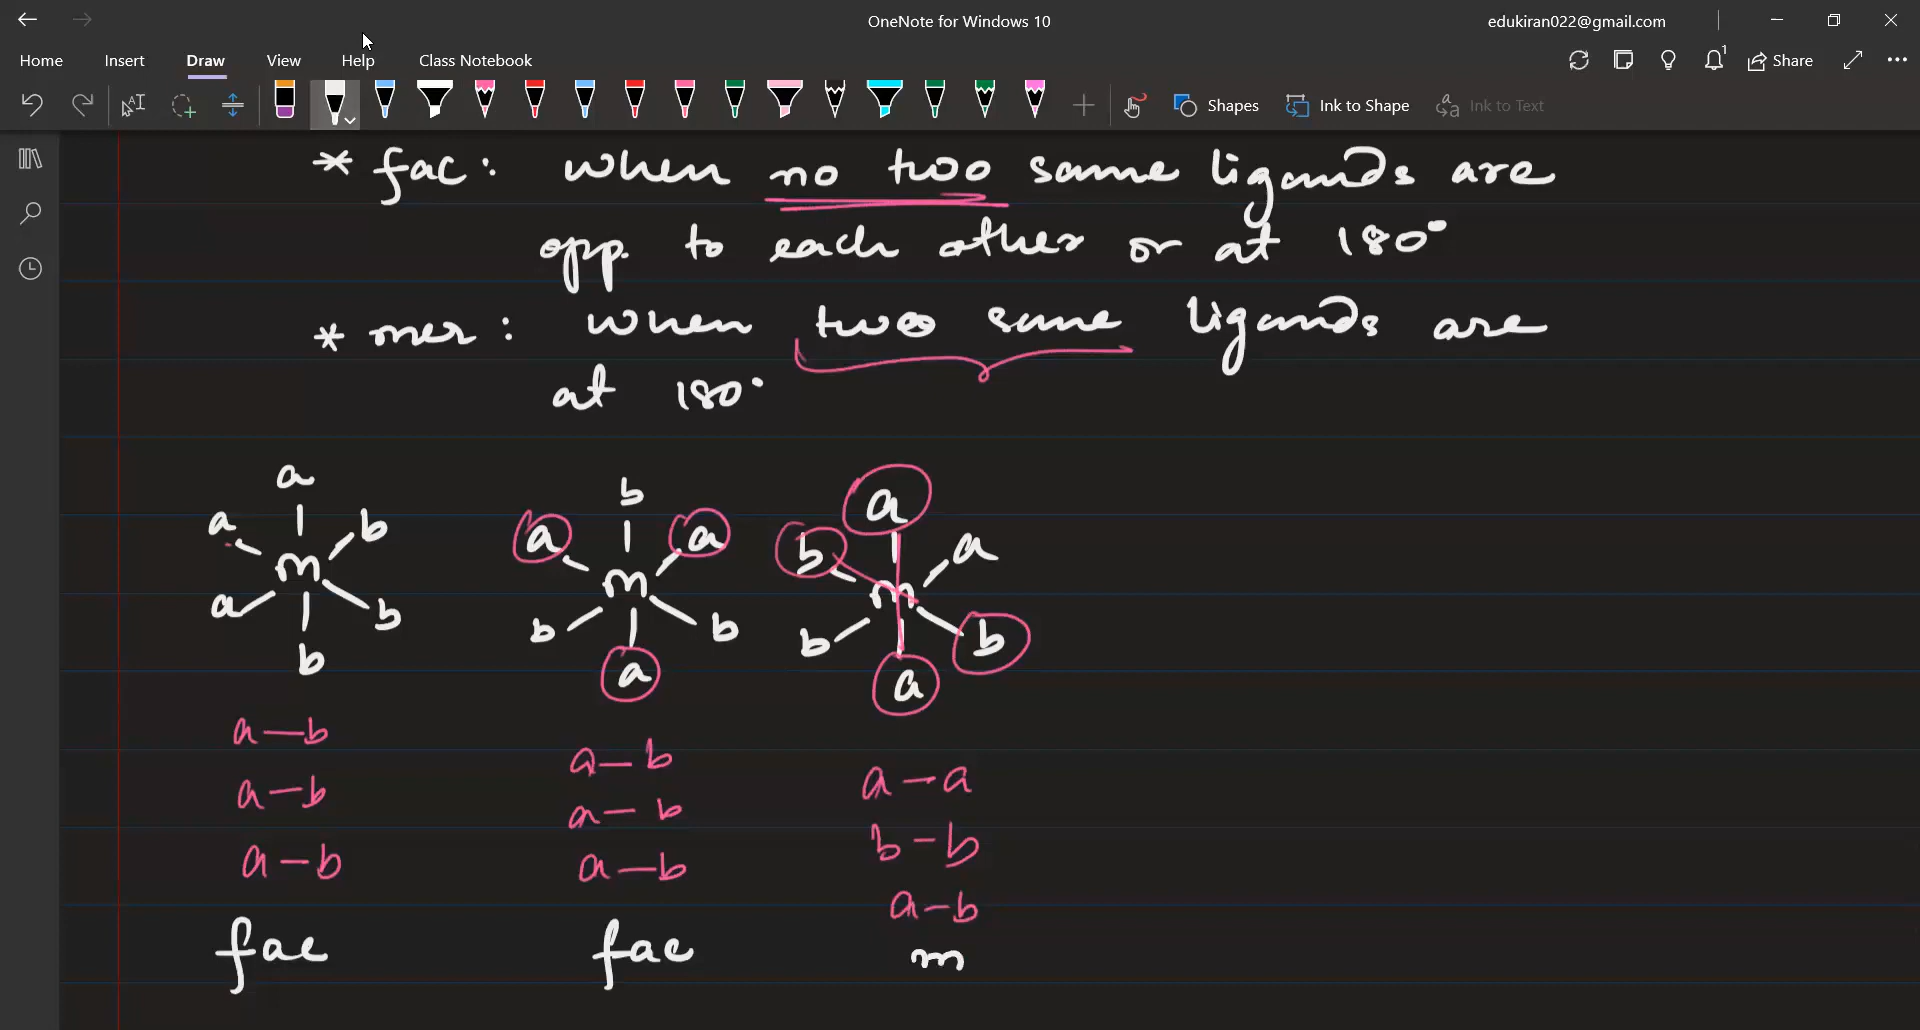 OneNote for Windows 10
edukiran022@gmail.com
Home Insert Draw View Help Class Notebook
1
Share
Shapes Ink to Shape Ink to Text
* fac: when no two same ligands are
opp. to each other or at 180°
* mer: when two same ligands are
at 180°
a
a b
m
a b
b
b
a a
m
b b
a
a
b a
m
b b
a
a-b
a-b
a-b
a-b
a-b
a-b
a-a
b-b
a-b
fac fac m